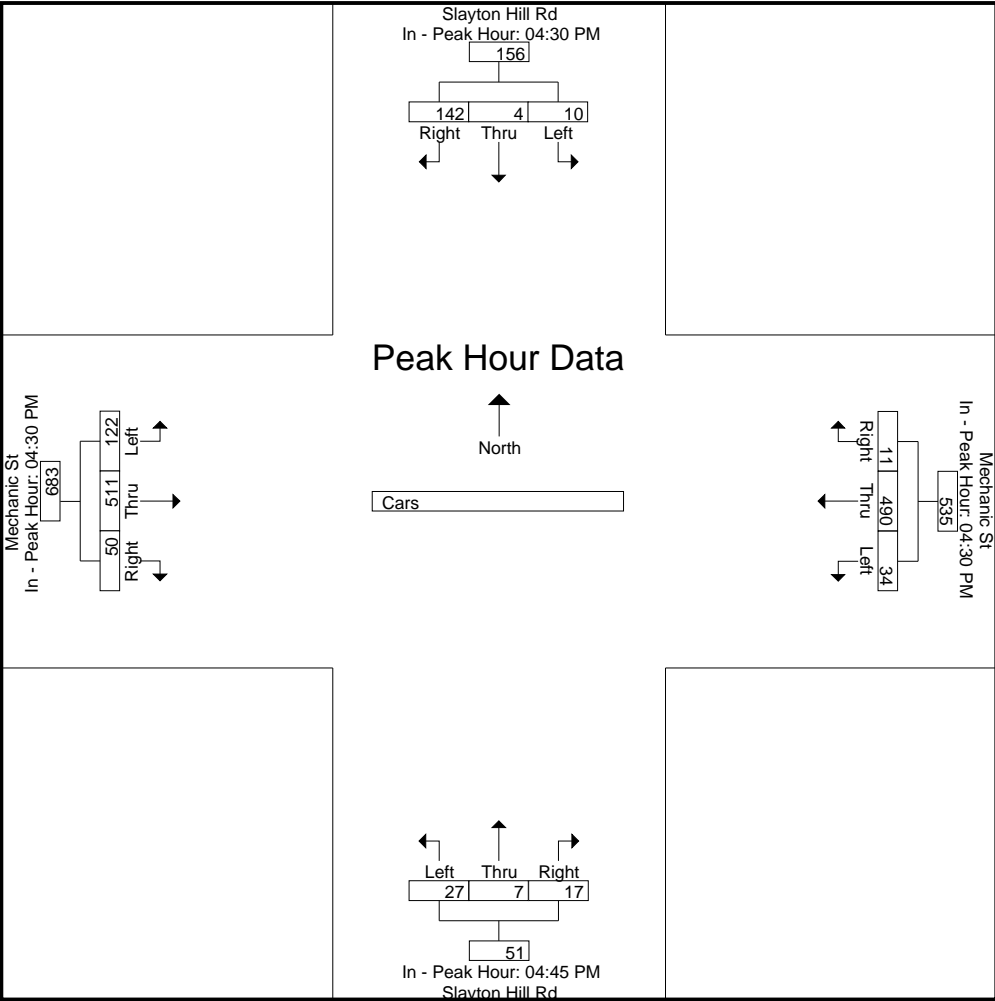 Slayton Hill Rd
In - Peak Hour: 04:30 PM
156
142 4 10
Right Thru Left
Peak Hour Data
North
Cars
Mechanic St
In - Peak Hour: 04:30 PM
683
122 511 50
Left Thru Right
Mechanic St
In - Peak Hour: 04:30 PM
535
11 490 34
Right Thru Left
Left Thru Right
27 7 17
51
In - Peak Hour: 04:45 PM
Slayton Hill Rd